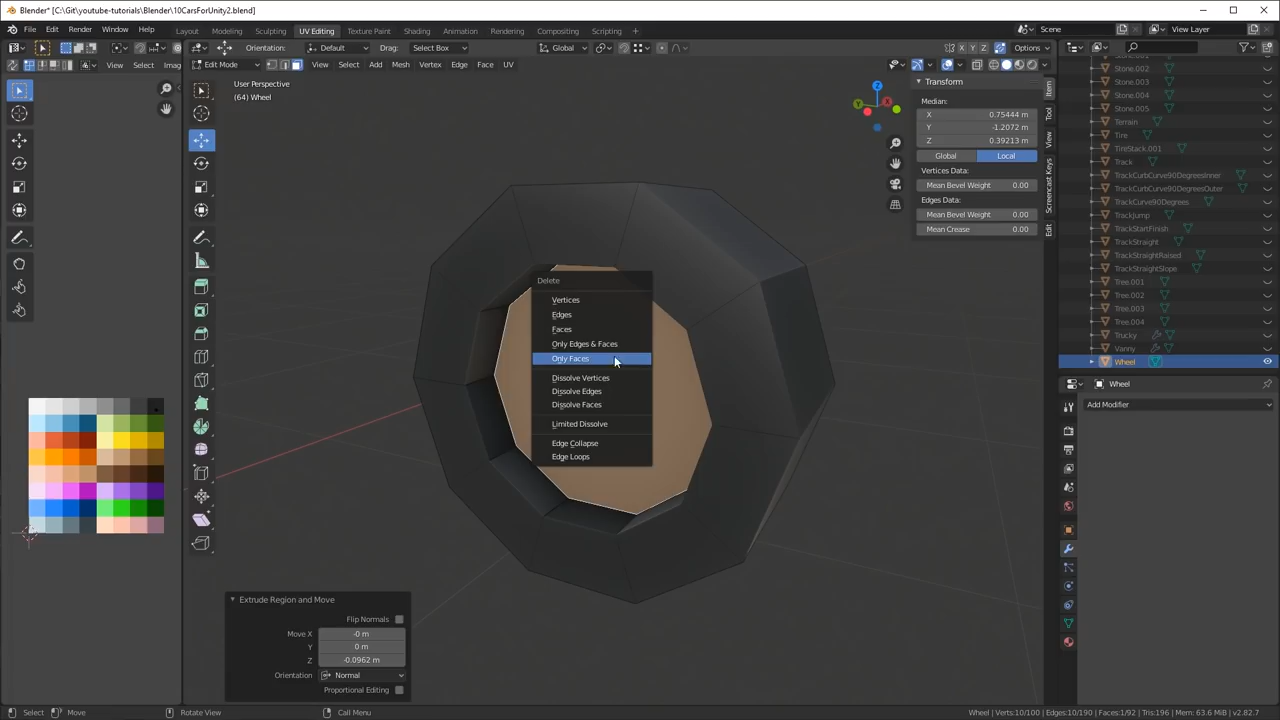 Blender* [C:\Git\youtube-tutorials\Blender\10CarsForUnity2.blend]
File Edit Render Window Help Layout Modeling Sculpting UV Editing Texture Paint Shading Animation Rendering Compositing Scripting + Scene View Layer
Orientation: Default Drag: Select Box Global X Y Z Options
View Select Imag Edit Mode View Select Add Mesh Vertex Edge Face UV
User Perspective
(64) Wheel
Transform
Median:
X 0.75444 m
Y -1.2072 m
Z 0.39213 m
Global Local
Vertices Data:
Mean Bevel Weight 0.00
Edges Data:
Mean Bevel Weight 0.00
Mean Crease 0.00
Item
Tool
View
Screencast Keys
Edit
Stone.002
Stone.003
Stone.004
Stone.005
Terrain
Tire
TireStack.001
Track
TrackCurbCurve90DegreesInner
TrackCurbCurve90DegreesOuter
TrackCurve90Degrees
TrackJump
TrackStartFinish
TrackStraight
TrackStraightRaised
TrackStraightSlope
Tree.001
Tree.002
Tree.003
Tree.004
Trucky
Vanny
Wheel
Wheel
Add Modifier
Delete
Vertices
Edges
Faces
Only Edges & Faces
Only Faces
Dissolve Vertices
Dissolve Edges
Dissolve Faces
Limited Dissolve
Edge Collapse
Edge Loops
Extrude Region and Move
Flip Normals
Move X -0 m
Y 0 m
Z -0.0962 m
Orientation Normal
Proportional Editing
Select Move Rotate View Call Menu Wheel | Verts:10/100 | Edges:10/190 | Faces:1/92 | Tris:196 | Mem: 63.6 MiB | v2.82.7